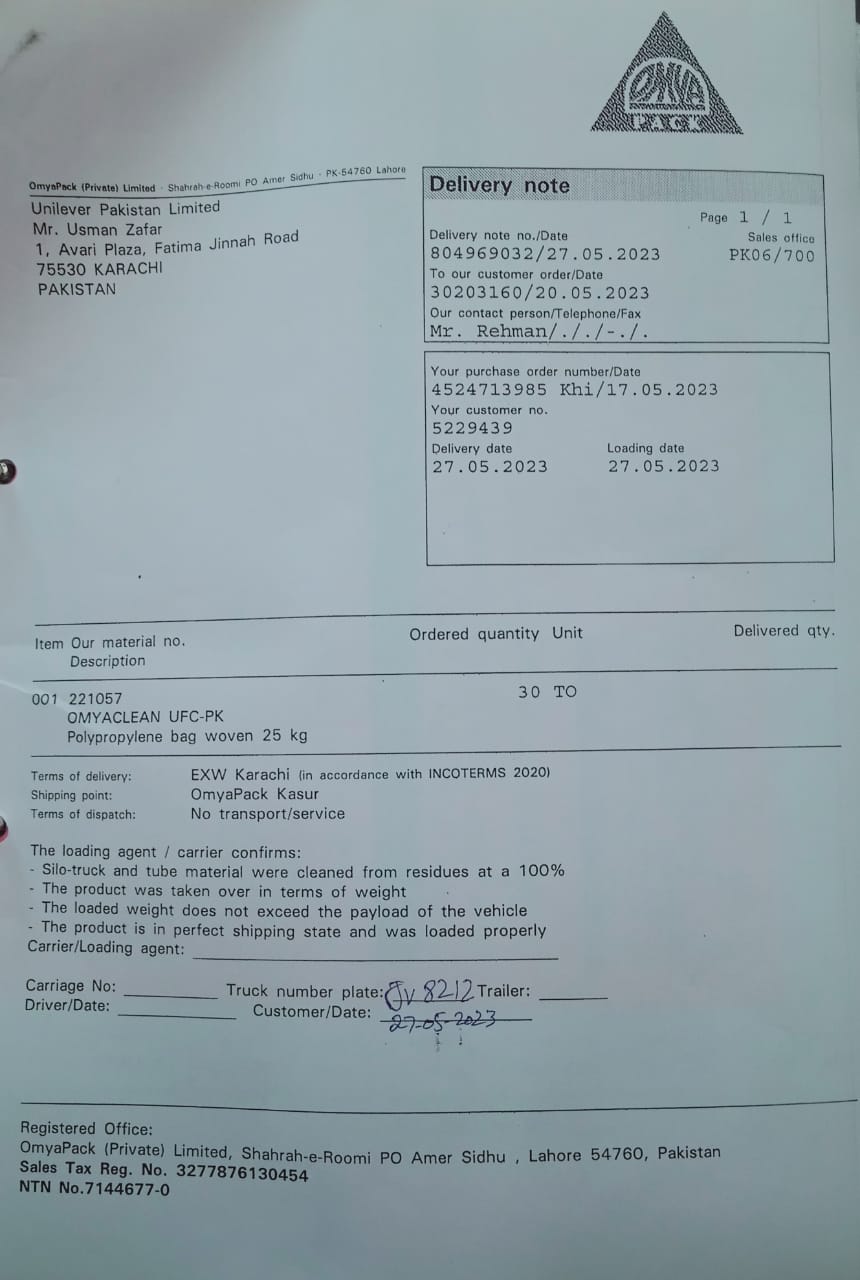 OMYA
PACK
OmyaPack (Private) Limited · Shahrah-e-Roomi PO Amer Sidhu · PK-54760 Lahore
Unilever Pakistan Limited
Mr. Usman Zafar
1, Avari Plaza, Fatima Jinnah Road
75530 KARACHI
PAKISTAN
Delivery note
Page 1 / 1
Delivery note no./Date Sales office
804969032/27.05.2023 PK06/700
To our customer order/Date
30203160/20.05.2023
Our contact person/Telephone/Fax
Mr. Rehman/././-./.
Your purchase order number/Date
4524713985 Khi/17.05.2023
Your customer no.
5229439
Delivery date Loading date
27.05.2023 27.05.2023
Item Our material no. Ordered quantity Unit Delivered qty.
Description
001 221057 30 TO
OMYACLEAN UFC-PK
Polypropylene bag woven 25 kg
Terms of delivery: EXW Karachi (in accordance with INCOTERMS 2020)
Shipping point: OmyaPack Kasur
Terms of dispatch: No transport/service
The loading agent / carrier confirms:
- Silo-truck and tube material were cleaned from residues at a 100%
- The product was taken over in terms of weight
- The loaded weight does not exceed the payload of the vehicle
- The product is in perfect shipping state and was loaded properly
Carrier/Loading agent:
Carriage No: Truck number plate: 8212 Trailer:
Driver/Date: Customer/Date: 27-05-2023
Registered Office:
OmyaPack (Private) Limited, Shahrah-e-Roomi PO Amer Sidhu , Lahore 54760, Pakistan
Sales Tax Reg. No. 3277876130454
NTN No.7144677-0